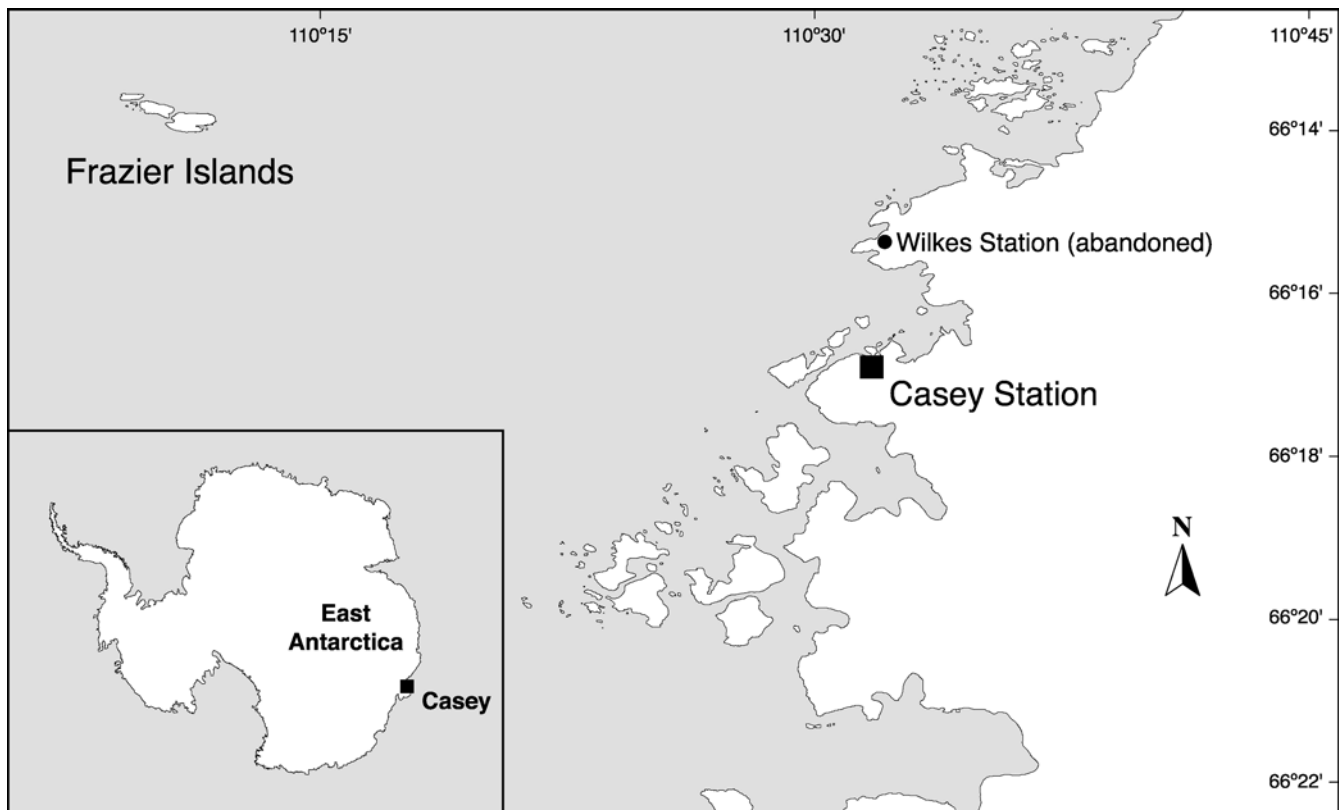 110°15'
110°30'
110°45'
66°14'
Frazier Islands
Wilkes Station (abandoned)
66°16'
Casey Station
66°18'
N
East
Antarctica
66°20'
Casey
66°22'